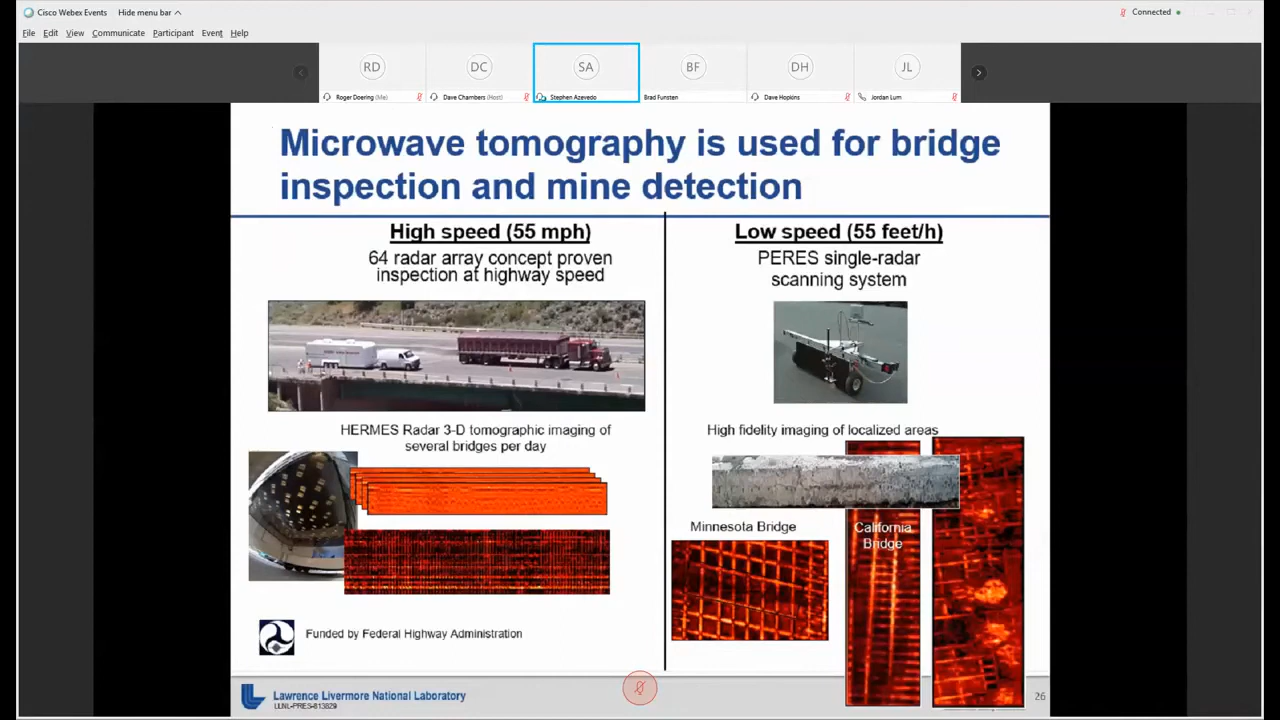 Cisco Webex Events
Hide menu bar
Connected
File Edit View Communicate Participant Event Help
RD
DC
SA
BF
DH
JL
Roger Doering (Me)
Dave Chambers (Host)
Stephen Azevedo
Brad Funsten
Dave Hopkins
Jordan Lum
Microwave tomography is used for bridge
inspection and mine detection
High speed (55 mph)
64 radar array concept proven
inspection at highway speed
HERMES Radar 3-D tomographic imaging of
several bridges per day
Funded by Federal Highway Administration
Low speed (55 feet/h)
PERES single-radar
scanning system
High fidelity imaging of localized areas
Minnesota Bridge
California
Bridge
Lawrence Livermore National Laboratory
LLNL-PRES-813829
26